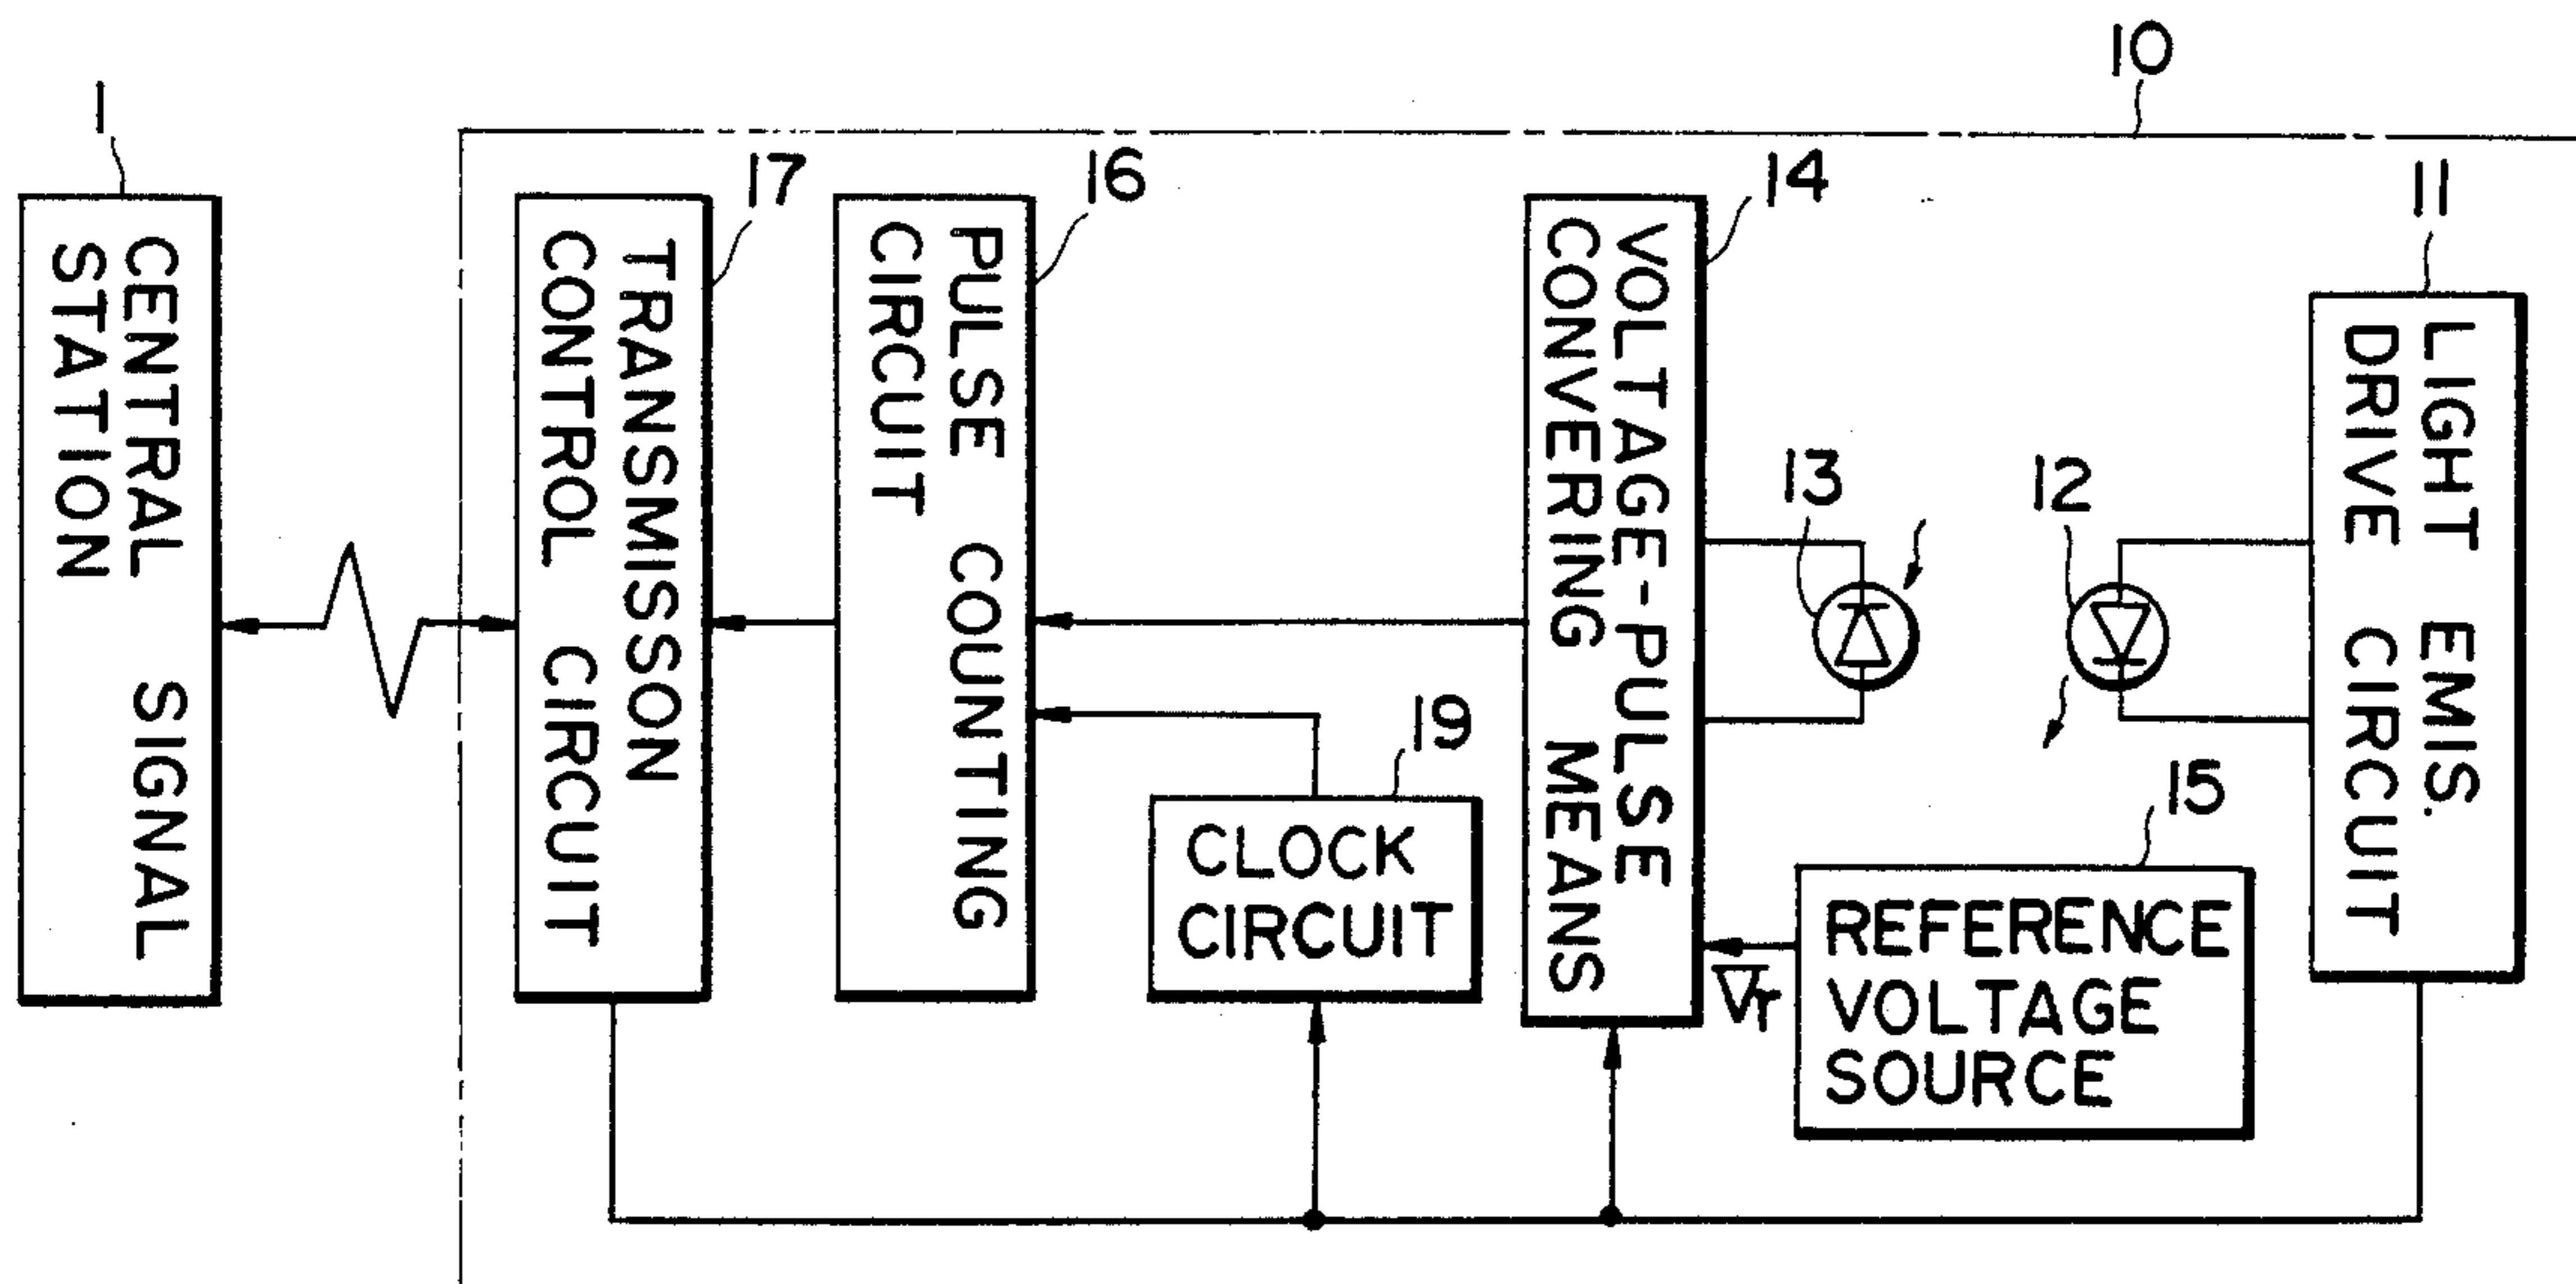 10
1
17
16
14
11
CENTRAL SIGNAL
STATION
TRANSMISSON
CONTROL CIRCUIT
PULSE COUNTING
CIRCUIT
VOLTAGE-PULSE
CONVERING MEANS
13
12
LIGHT EMIS.
DRIVE CIRCUIT
19
CLOCK
CIRCUIT
15
REFERENCE
VOLTAGE
SOURCE
Vr